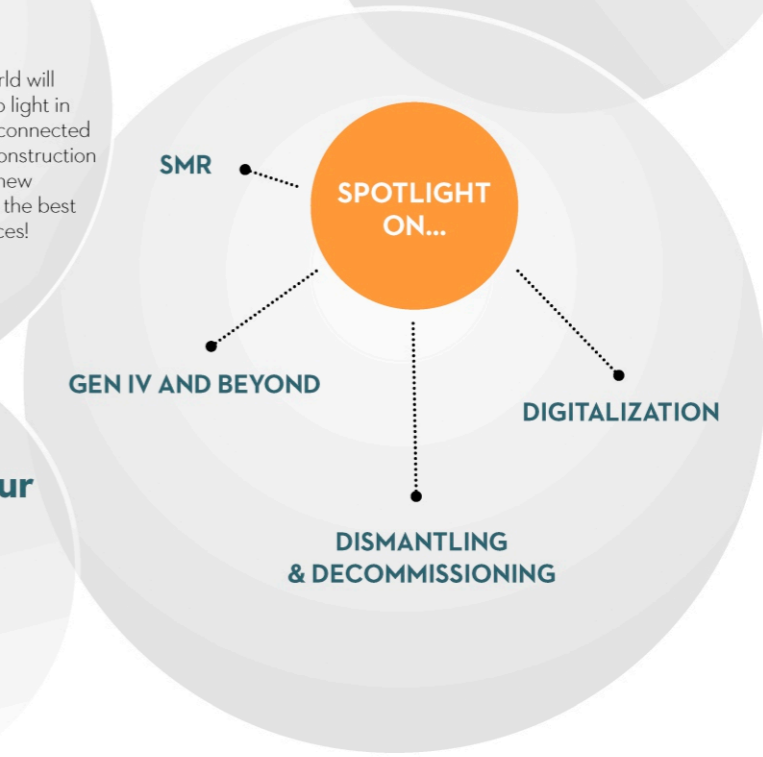 will
light in
connected
onstruction
new
the best
ces!
SMR
SPOTLIGHT
ON...
GEN IV AND BEYOND
DIGITALIZATION
ur
DISMANTLING
& DECOMMISSIONING